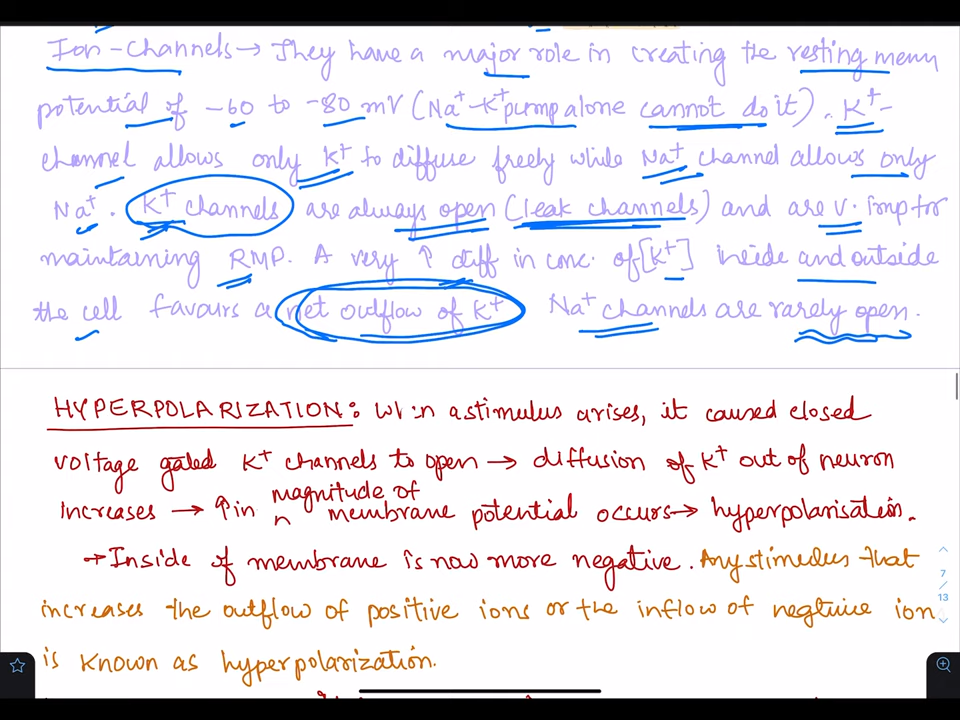 Ion-Channels → They have a major role in creating the resting mem
potential of -60 to -80 mV (Na+-K+ pump alone cannot do it). K+-
channel allows only K+ to diffuse freely while Na+ channel allows only
Na+. K+ channels are always open (leak channels) and are v. imp for
maintaining RMP. A very ↑ diff in conc. of [K+] inside and outside
the cell favours a net outflow of K+ Na+ channels are rarely open.
HYPERPOLARIZATION: When a stimulus arises, it caused closed
voltage gated K+ channels to open → diffusion of K+ out of neuron
increases → ↑ in magnitude of membrane potential occurs → hyperpolarisation.
→ Inside of membrane is now more negative. Any stimulus that
increases the outflow of positive ions or the inflow of negtive ion
is known as hyperpolarization.
7
/
13